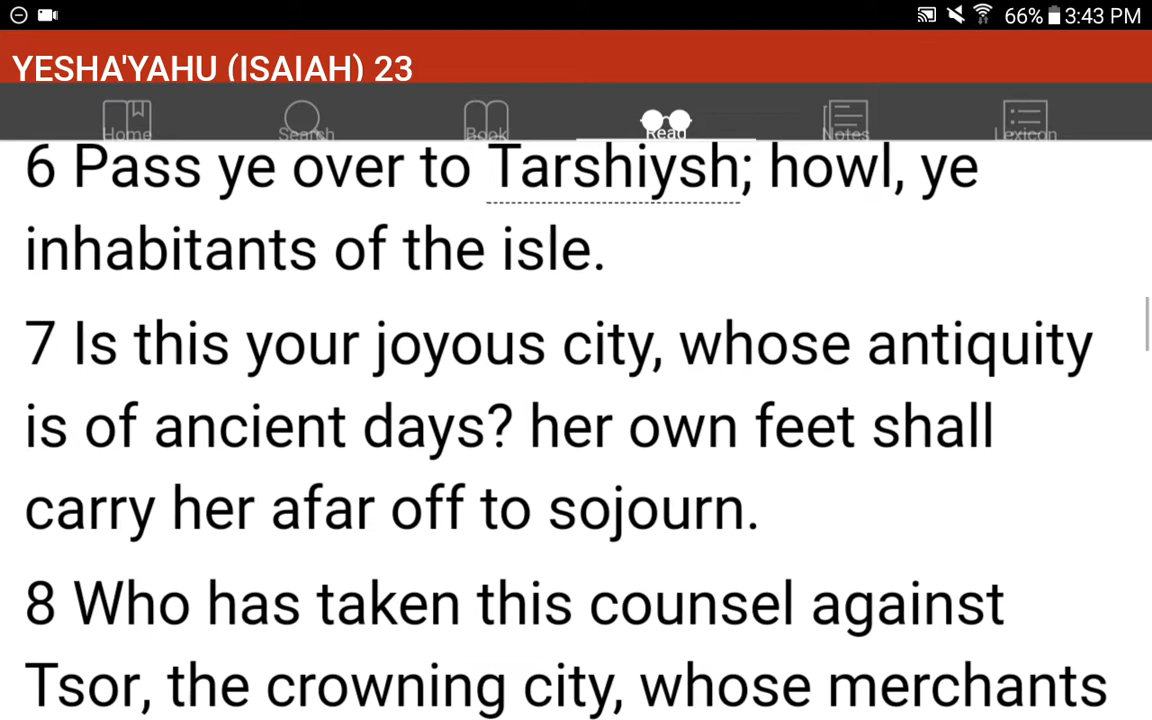 66% 3:43 PM
YESHA'YAHU (ISAIAH) 23
Home Search Book Read Notes Lexicon
6 Pass ye over to Tarshiysh; howl, ye
inhabitants of the isle.
7 Is this your joyous city, whose antiquity
is of ancient days? her own feet shall
carry her afar off to sojourn.
8 Who has taken this counsel against
Tsor, the crowning city, whose merchants